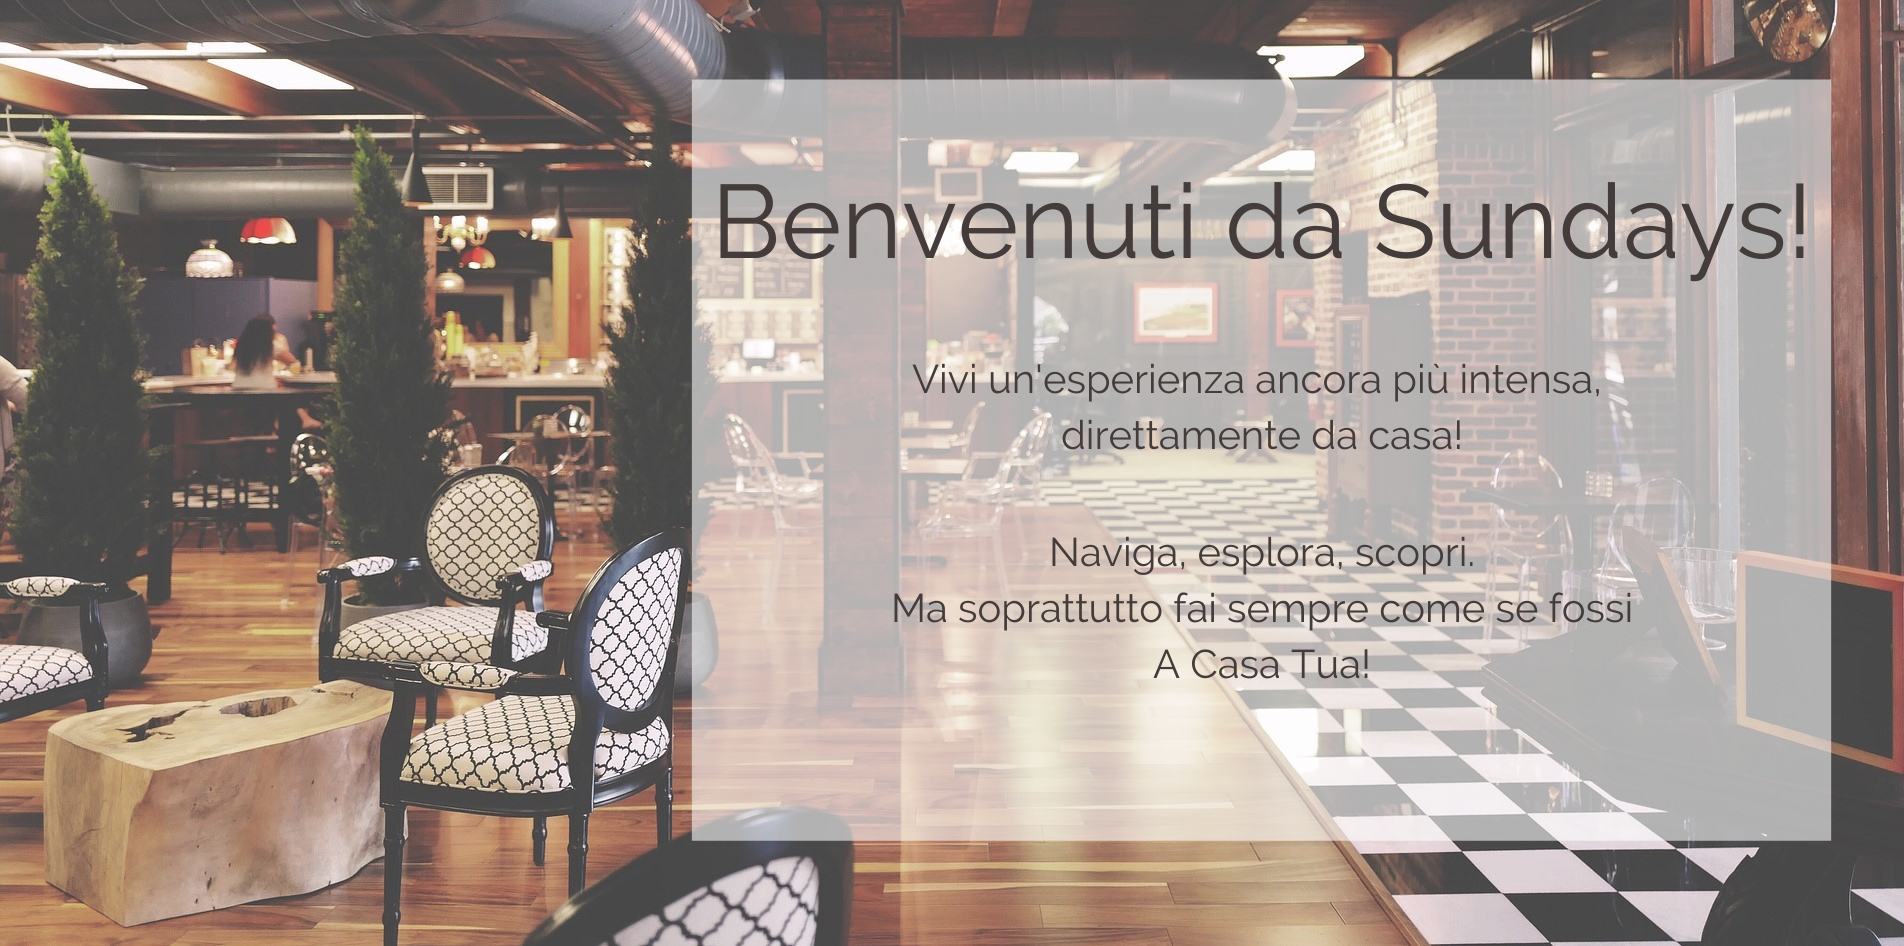 Benvenuti da Sundays!
Vivi un'esperienza ancora più intensa,
direttamente da casa!
Naviga, esplora, scopri.
Ma soprattutto fai sempre come se fossi
A Casa Tua!